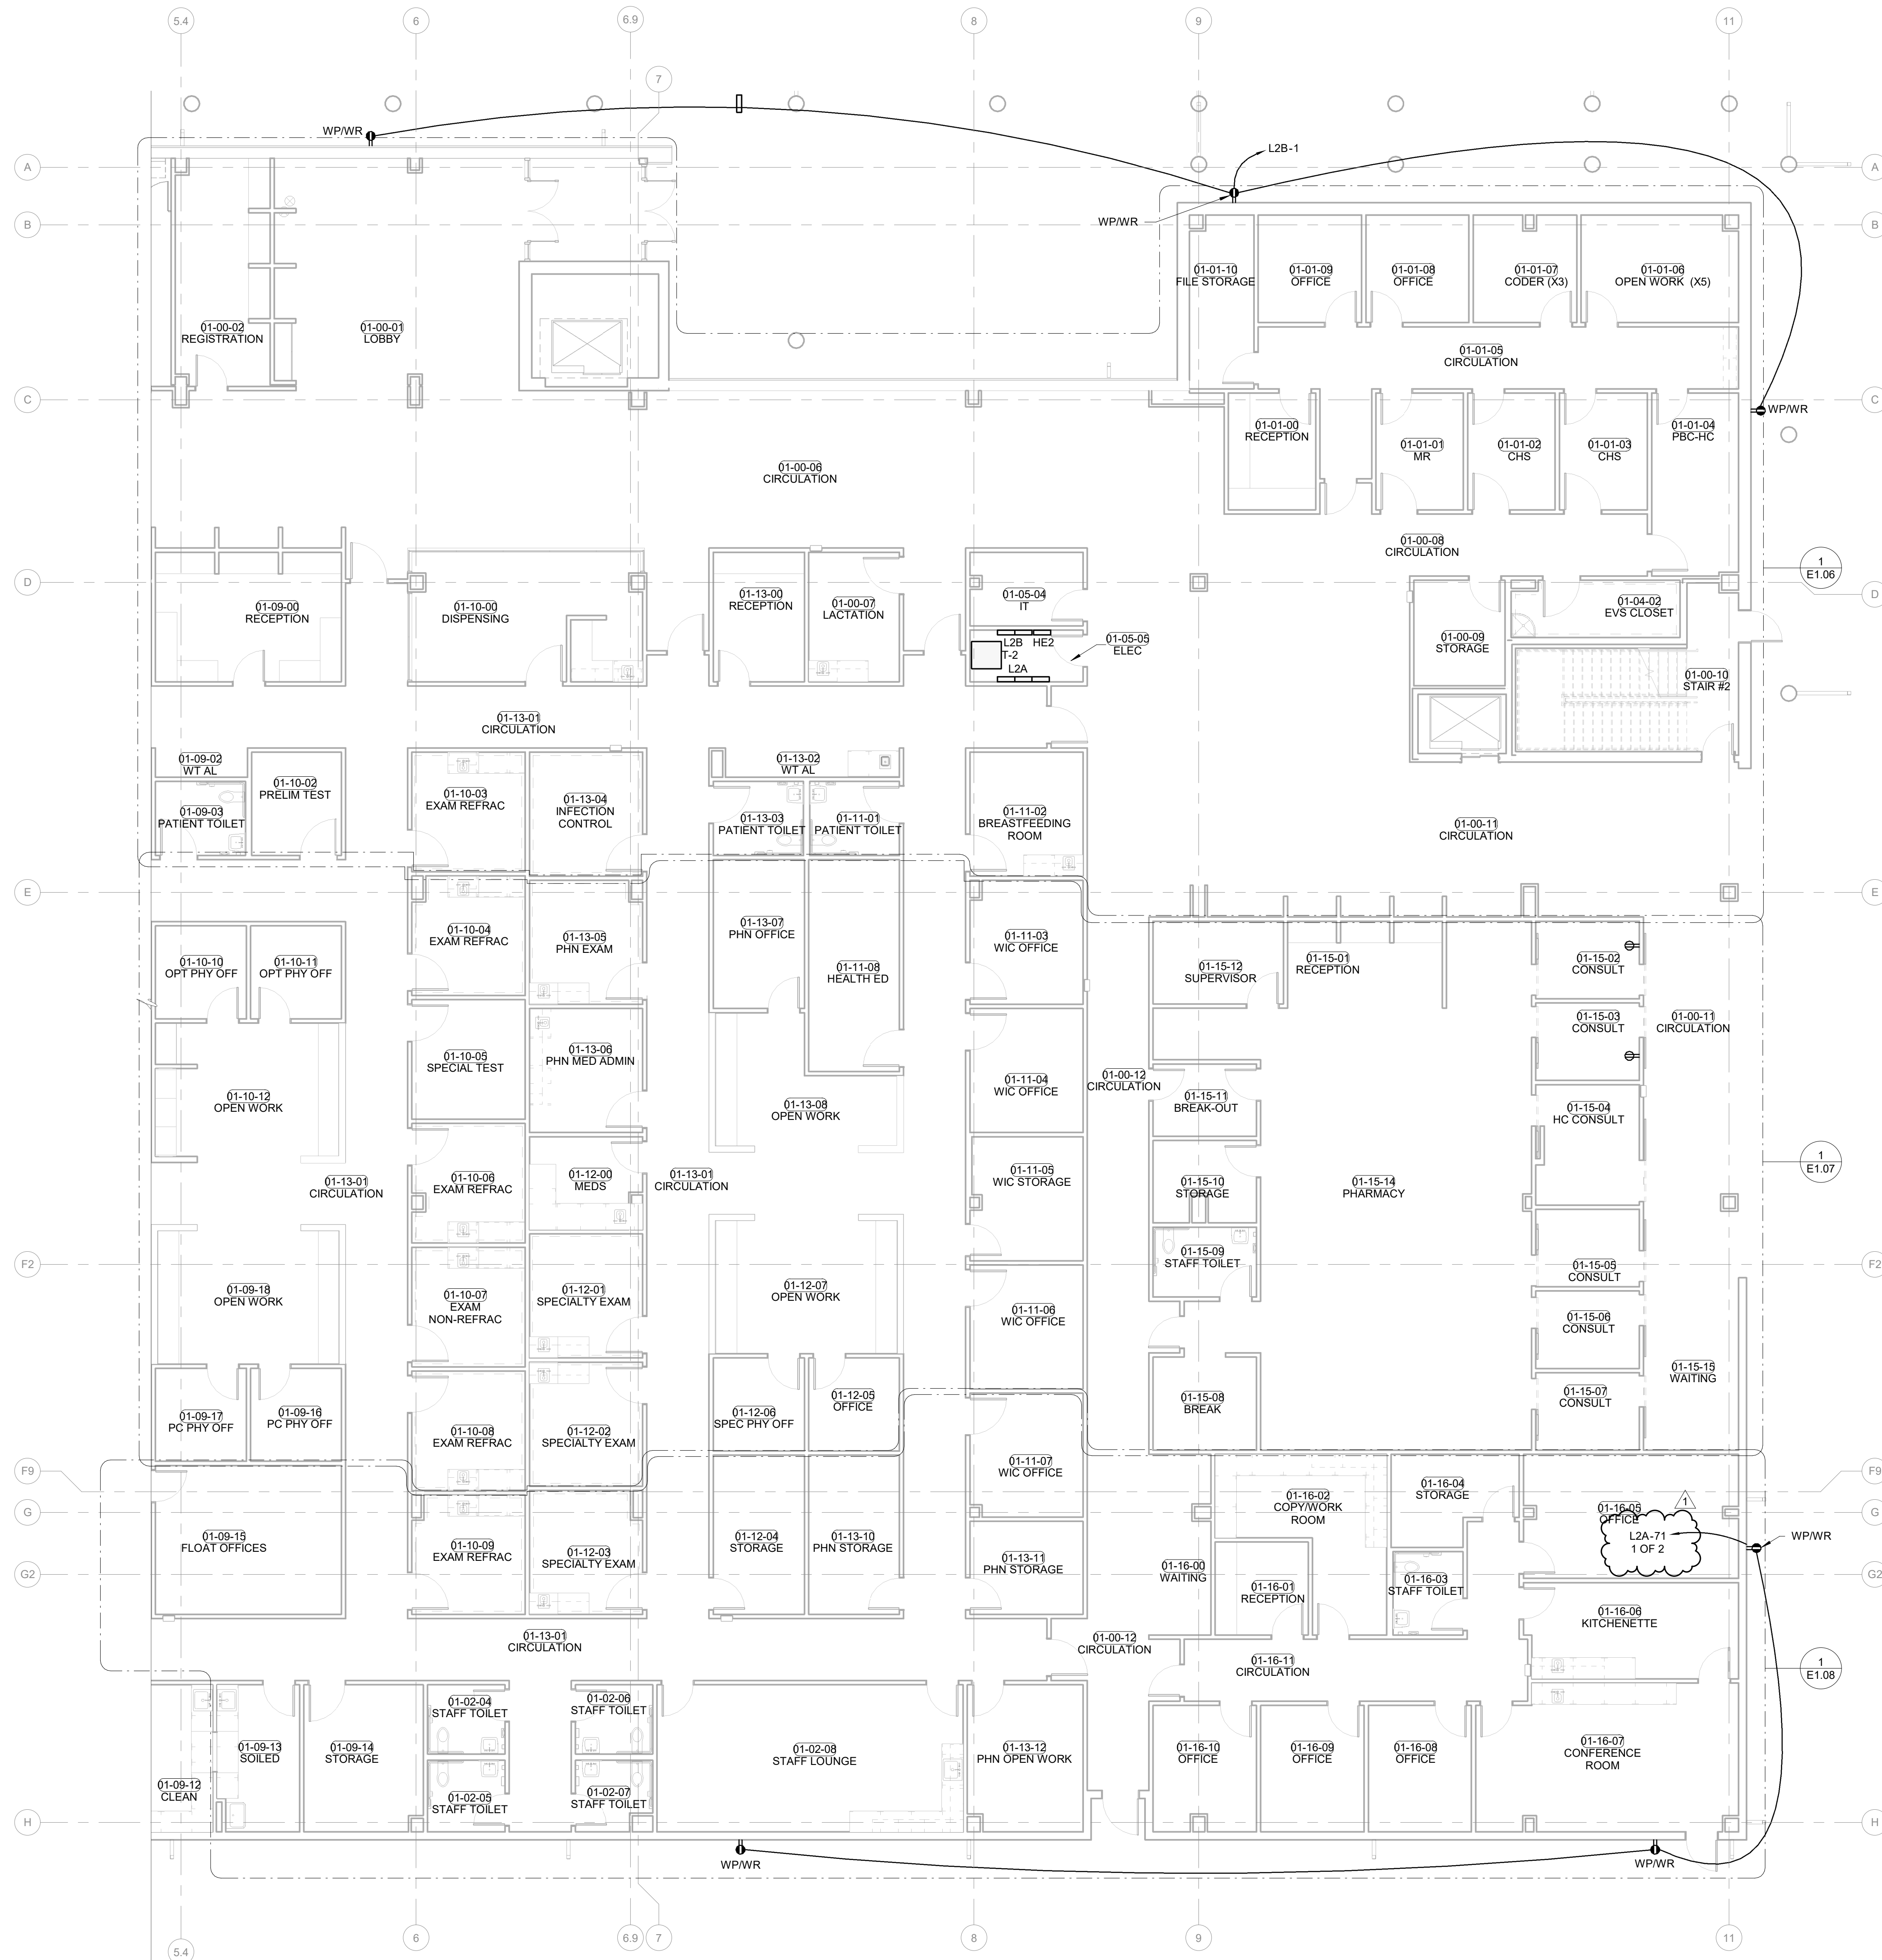 5.4
6
6.9
7
8
9
11
WP/WR
L2B-1
A
A
WP/WR
B
B
01-01-10
FILE STORAGE
01-01-09
OFFICE
01-01-08
OFFICE
01-01-07
CODER (X3)
01-01-06
OPEN WORK (X5)
01-00-02
REGISTRATION
01-00-01
LOBBY
01-01-05
CIRCULATION
C
C
WP/WR
01-01-00
RECEPTION
01-01-01
MR
01-01-02
CHS
01-01-03
CHS
01-01-04
PBC-HC
01-00-06
CIRCULATION
01-00-08
CIRCULATION
1
E1.06
D
D
01-09-00
RECEPTION
01-10-00
DISPENSING
01-13-00
RECEPTION
01-00-07
LACTATION
01-05-04
IT
01-04-02
EVS CLOSET
L2B
HE2
T-2
L2A
01-05-05
ELEC
01-00-09
STORAGE
01-00-10
STAIR #2
01-13-01
CIRCULATION
01-09-02
WT AL
01-10-02
PRELIM TEST
01-10-03
EXAM REFRAC
01-13-04
INFECTION
CONTROL
01-13-02
WT AL
01-09-03
PATIENT TOILET
01-13-03
PATIENT TOILET
01-11-01
PATIENT TOILET
01-11-02
BREASTFEEDING
ROOM
01-00-11
CIRCULATION
E
E
01-10-04
EXAM REFRAC
01-13-05
PHN EXAM
01-13-07
PHN OFFICE
01-11-03
WIC OFFICE
01-10-10
OPT PHY OFF
01-10-11
OPT PHY OFF
01-11-08
HEALTH ED
01-15-12
SUPERVISOR
01-15-01
RECEPTION
01-15-02
CONSULT
01-15-03
CONSULT
01-00-11
CIRCULATION
01-10-05
SPECIAL TEST
01-13-06
PHN MED ADMIN
01-11-04
WIC OFFICE
01-00-12
CIRCULATION
01-10-12
OPEN WORK
01-13-08
OPEN WORK
01-15-11
BREAK-OUT
01-15-04
HC CONSULT
01-13-01
CIRCULATION
01-10-06
EXAM REFRAC
01-12-00
MEDS
01-13-01
CIRCULATION
01-11-05
WIC STORAGE
01-15-10
STORAGE
01-15-14
PHARMACY
1
E1.07
F2
F2
01-15-09
STAFF TOILET
01-15-05
CONSULT
01-09-18
OPEN WORK
01-10-07
EXAM
NON-REFRAC
01-12-01
SPECIALTY EXAM
01-12-07
OPEN WORK
01-11-06
WIC OFFICE
01-15-06
CONSULT
01-15-15
WAITING
01-09-17
PC PHY OFF
01-09-16
PC PHY OFF
01-10-08
EXAM REFRAC
01-12-02
SPECIALTY EXAM
01-12-06
SPEC PHY OFF
01-12-05
OFFICE
01-15-08
BREAK
01-15-07
CONSULT
F9
F9
01-11-07
WIC OFFICE
01-16-02
COPY/WORK
ROOM
01-16-04
STORAGE
01-16-05
OFFICE
1
G
G
L2A-71
1 OF 2
WP/WR
01-09-15
FLOAT OFFICES
01-10-09
EXAM REFRAC
01-12-03
SPECIALTY EXAM
01-12-04
STORAGE
01-13-10
PHN STORAGE
01-13-11
PHN STORAGE
01-16-00
WAITING
G2
G2
01-16-01
RECEPTION
01-16-03
STAFF TOILET
01-16-06
KITCHENETTE
01-13-01
CIRCULATION
01-00-12
CIRCULATION
01-16-11
CIRCULATION
1
E1.08
01-02-04
STAFF TOILET
01-02-06
STAFF TOILET
01-09-13
SOILED
01-09-14
STORAGE
01-02-08
STAFF LOUNGE
01-13-12
PHN OPEN WORK
01-16-10
OFFICE
01-16-09
OFFICE
01-16-08
OFFICE
01-16-07
CONFERENCE
ROOM
01-09-12
CLEAN
01-02-05
STAFF TOILET
01-02-07
STAFF TOILET
H
H
WP/WR
WP/WR
5.4
6
6.9
7
8
9
11